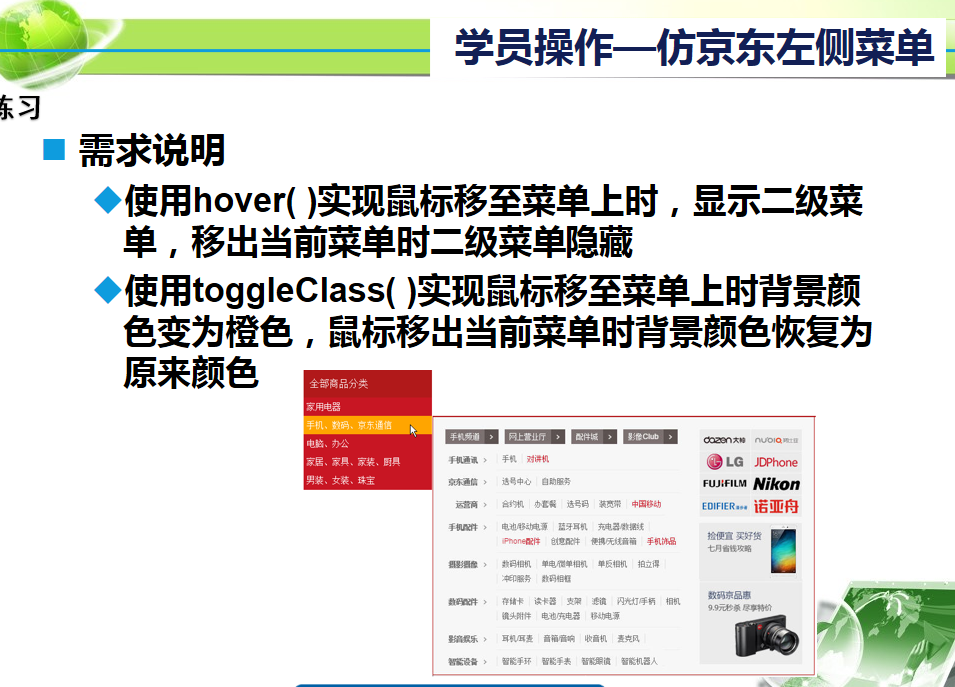 学员操作—仿京东左侧菜单
练习
需求说明
使用hover( )实现鼠标移至菜单上时，显示二级菜
单，移出当前菜单时二级菜单隐藏
使用toggleClass( )实现鼠标移至菜单上时背景颜
色变为橙色，鼠标移出当前菜单时背景颜色恢复为
原来颜色
全部商品分类
家用电器
手机、数码、京东通信
电脑、办公
家居、家具、家装、厨具
男装、女装、珠宝
手机频道 > 网上营业厅 > 配件城 > 影像Club >
手机通讯 > 手机 对讲机
京东通信 > 选号中心 自助服务
运营商 > 合约机 办套餐 选号码 装宽带 中国移动
手机配件 > 电池/移动电源 蓝牙耳机 充电器/数据线
iPhone配件 创意配件 便携/无线音箱 手机饰品
摄影摄像 > 数码相机 单电/微单相机 单反相机 拍立得
冲印服务 数码相框
数码配件 > 存储卡 读卡器 支架 滤镜 闪光灯/手柄 相机
镜头附件 电池/充电器 移动电源
影音娱乐 > 耳机/耳麦 音箱/音响 收音机 麦克风
智能设备 > 智能手环 智能手表 智能眼镜 智能机器人
dazen大神 nubia
LG JDPhone
FUJIFILM Nikon
EDIFIER 诺亚舟
捡便宜 买好货
七月省钱攻略
数码京品惠
9.9元秒杀 尽享特价